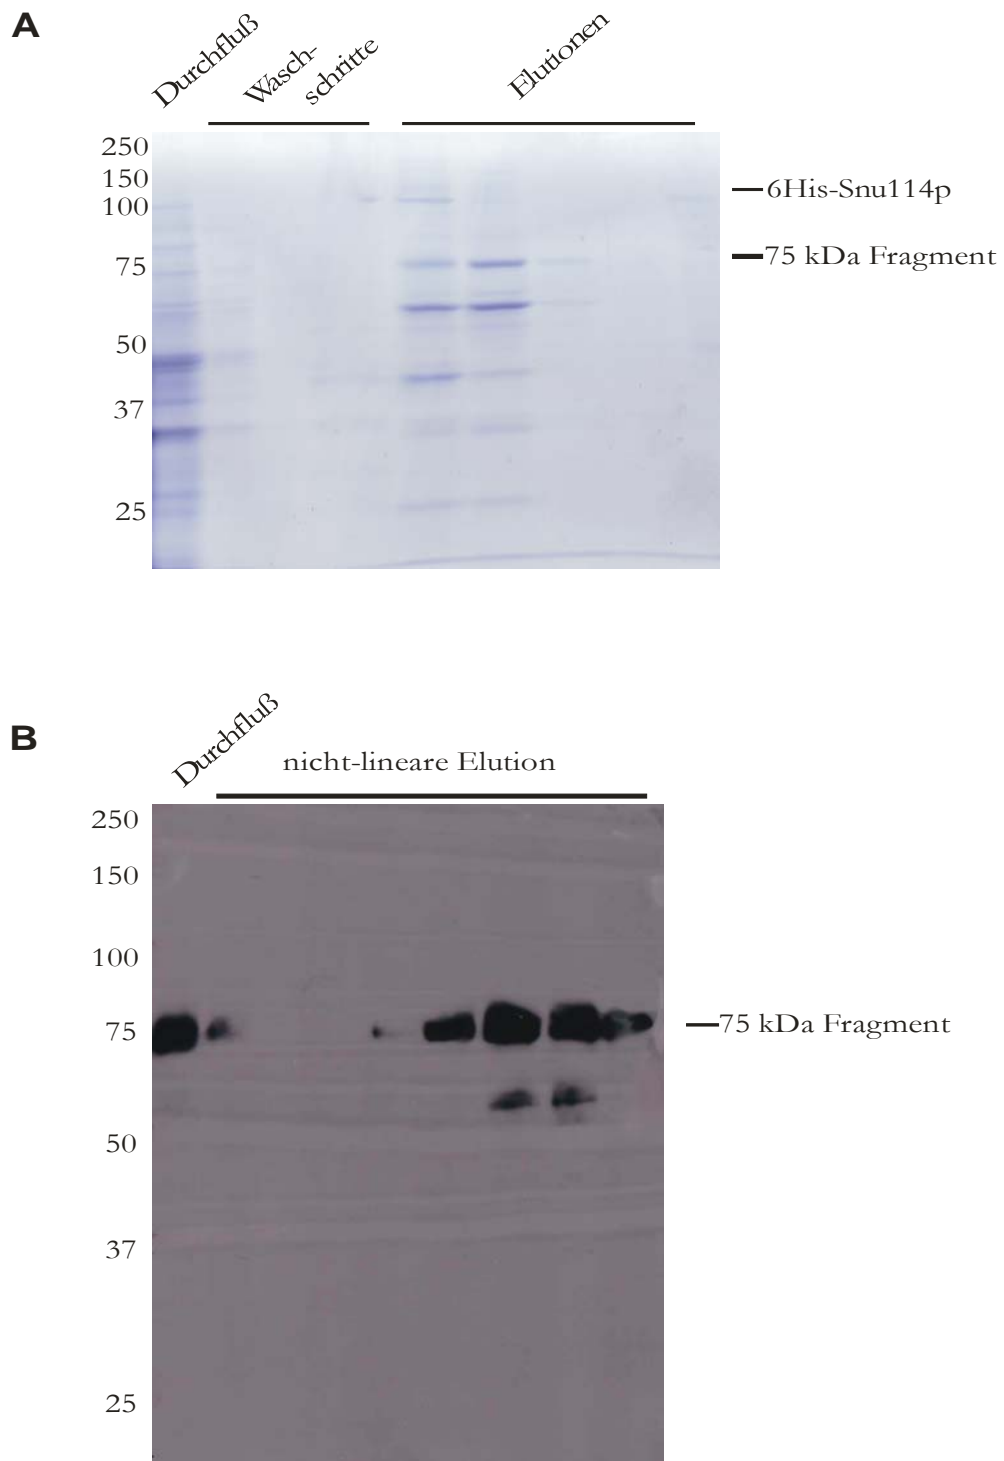 A
Durchfluß
Wasch-
schritte
Elutionen
250
150
100
75
50
37
25
6His-Snu114p
75 kDa Fragment
B
Durchfluß
nicht-lineare Elution
250
150
100
75
50
37
25
75 kDa Fragment